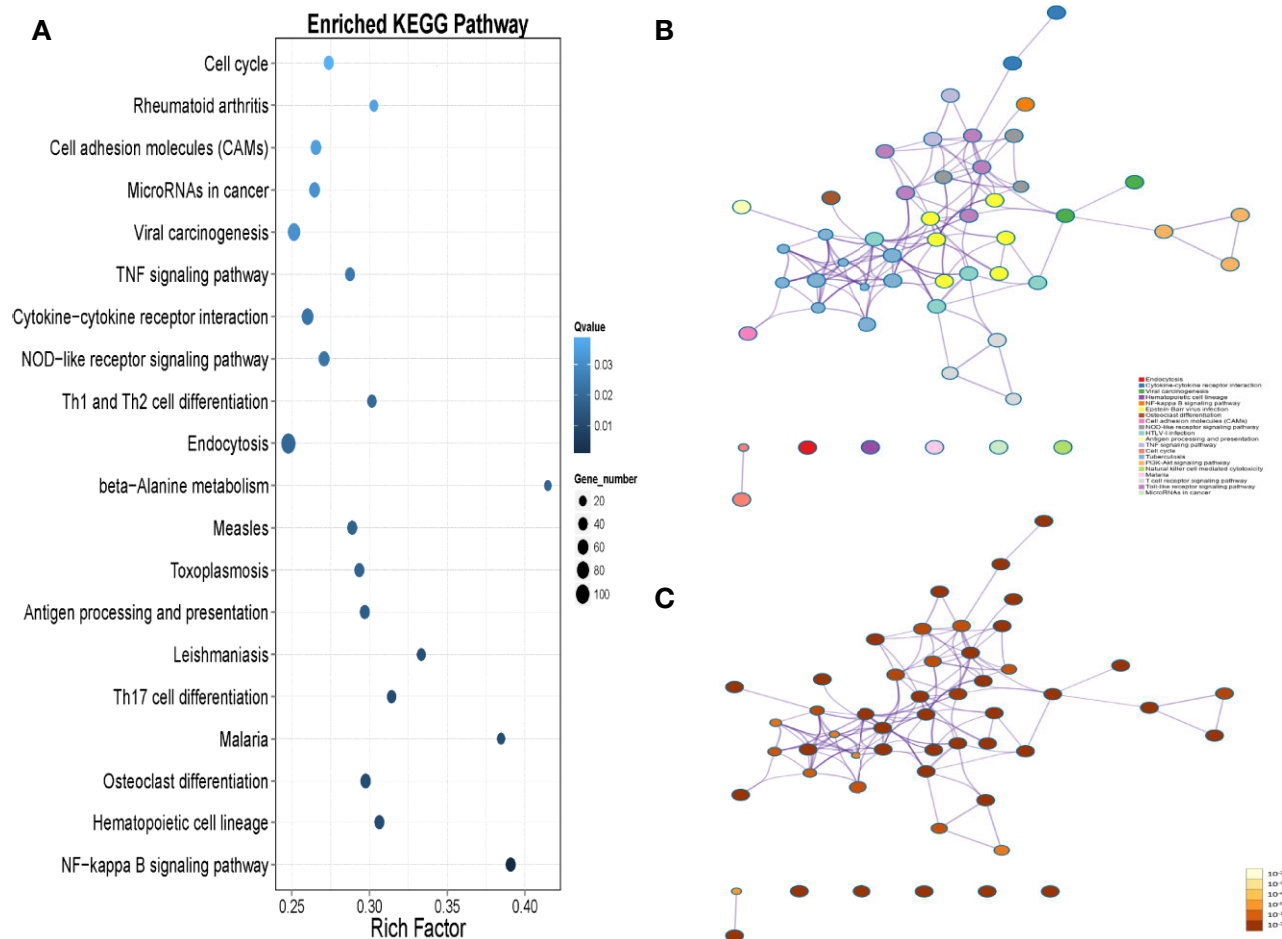 A
Enriched KEGG Pathway
Cell cycle
Rheumatoid arthritis
Cell adhesion molecules (CAMs)
MicroRNAs in cancer
Viral carcinogenesis
TNF signaling pathway
Cytokine−cytokine receptor interaction
NOD−like receptor signaling pathway
Th1 and Th2 cell differentiation
Endocytosis
beta−Alanine metabolism
Measles
Toxoplasmosis
Antigen processing and presentation
Leishmaniasis
Th17 cell differentiation
Malaria
Osteoclast differentiation
Hematopoietic cell lineage
NF−kappa B signaling pathway
0.25 0.30 0.35 0.40
Rich Factor
Qvalue
0.03
0.02
0.01
Gene_number
20
40
60
80
100
B
Endocytosis
Cytokine-cytokine receptor interaction
Viral carcinogenesis
Hematopoietic cell lineage
NF-kappa B signaling pathway
Epstein-Barr virus infection
Osteoclast differentiation
Cell adhesion molecules (CAMs)
NOD-like receptor signaling pathway
HTLV-I infection
Antigen processing and presentation
TNF signaling pathway
Cell cycle
Tuberculosis
PI3K-Akt signaling pathway
Natural killer cell mediated cytotoxicity
Malaria
T cell receptor signaling pathway
Toll-like receptor signaling pathway
MicroRNAs in cancer
C